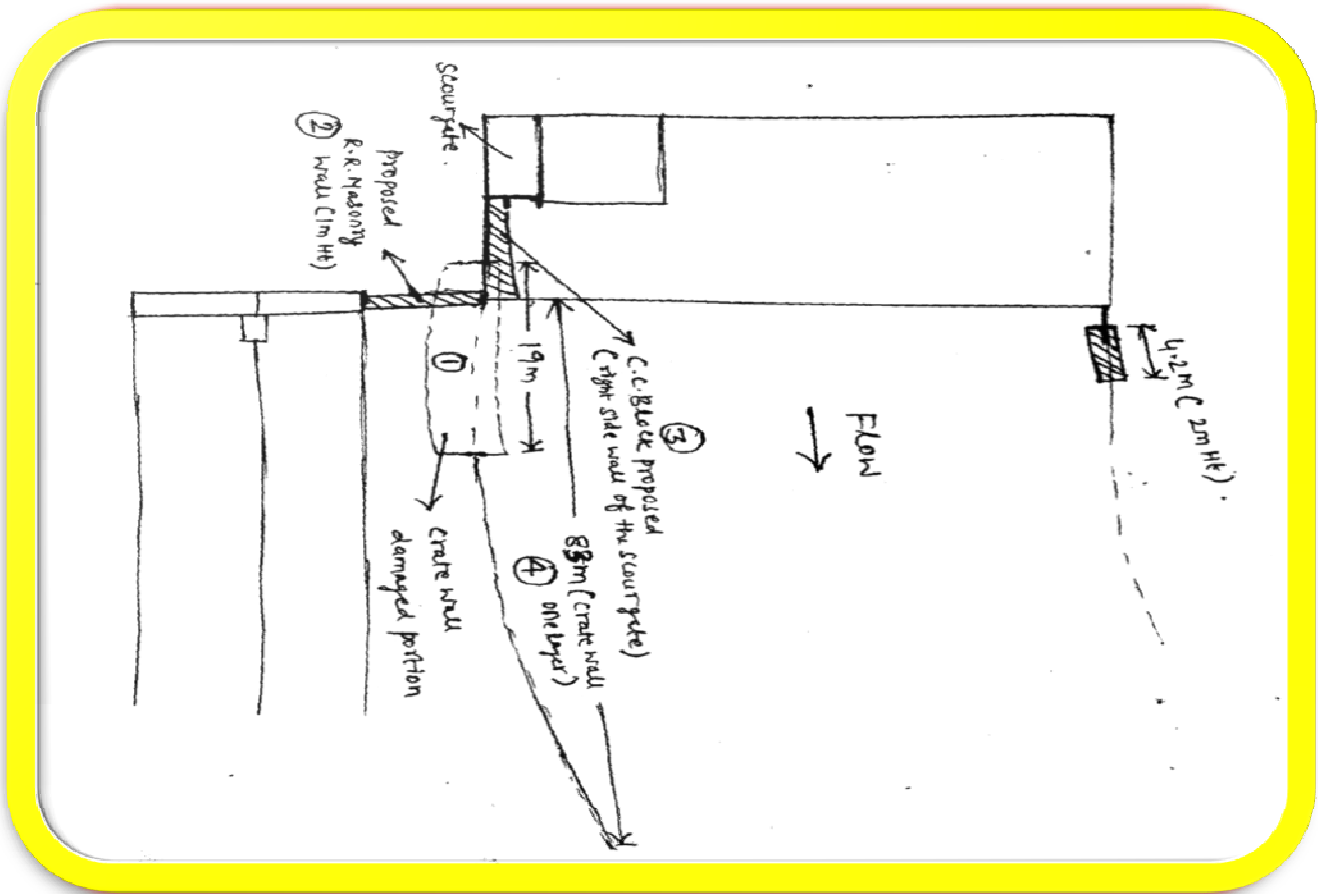 Scourgate.
Proposed
R.R. Masonry
② wall (1m Ht)
①
19m
Crate wall
damaged portion
③
C.C. Block proposed
(right side wall of the scourgate)
83m (Crate wall
④ one layer)
FLOW
4.2m (2m Ht).